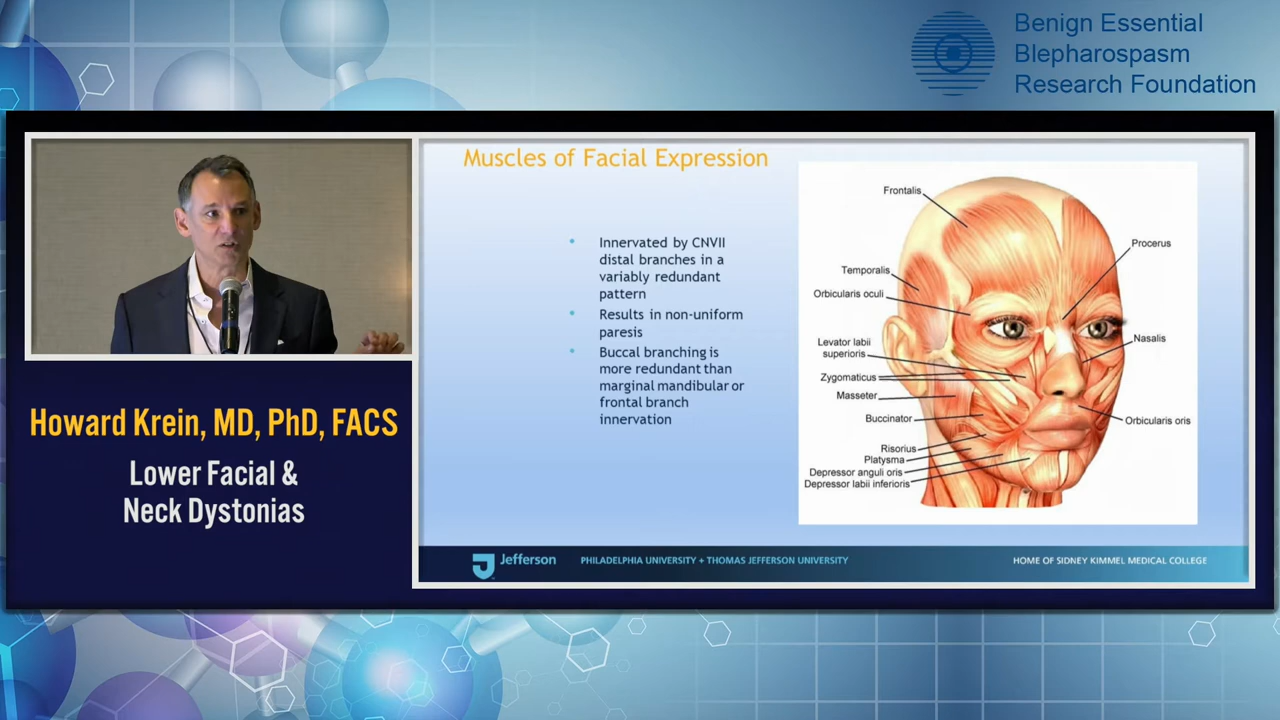 Benign Essential
Blepharospasm
Research Foundation
Howard Krein, MD, PhD, FACS
Lower Facial &
Neck Dystonias
Muscles of Facial Expression
• Innervated by CNVII
distal branches in a
variably redundant
pattern
• Results in non-uniform
paresis
• Buccal branching is
more redundant than
marginal mandibular or
frontal branch
innervation
Frontalis
Temporalis
Orbicularis oculi
Levator labii
superioris
Zygomaticus
Masseter
Buccinator
Risorius
Platysma
Depressor anguli oris
Depressor labii inferioris
Procerus
Nasalis
Orbicularis oris
Jefferson
PHILADELPHIA UNIVERSITY + THOMAS JEFFERSON UNIVERSITY
HOME OF SIDNEY KIMMEL MEDICAL COLLEGE